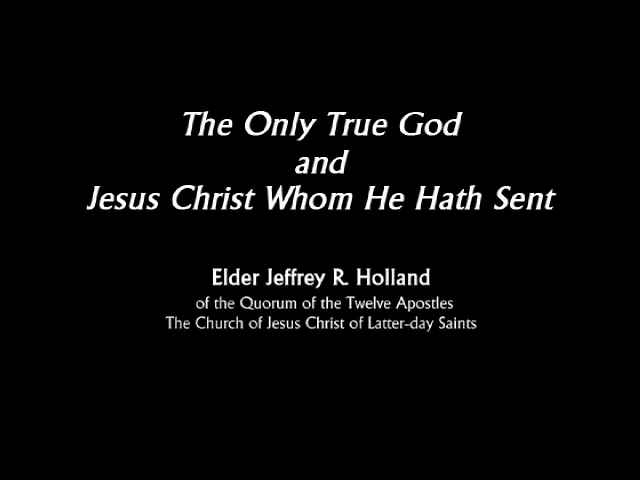 The Only True God
and
Jesus Christ Whom He Hath Sent
Elder Jeffrey R. Holland
of the Quorum of the Twelve Apostles
The Church of Jesus Christ of Latter-day Saints